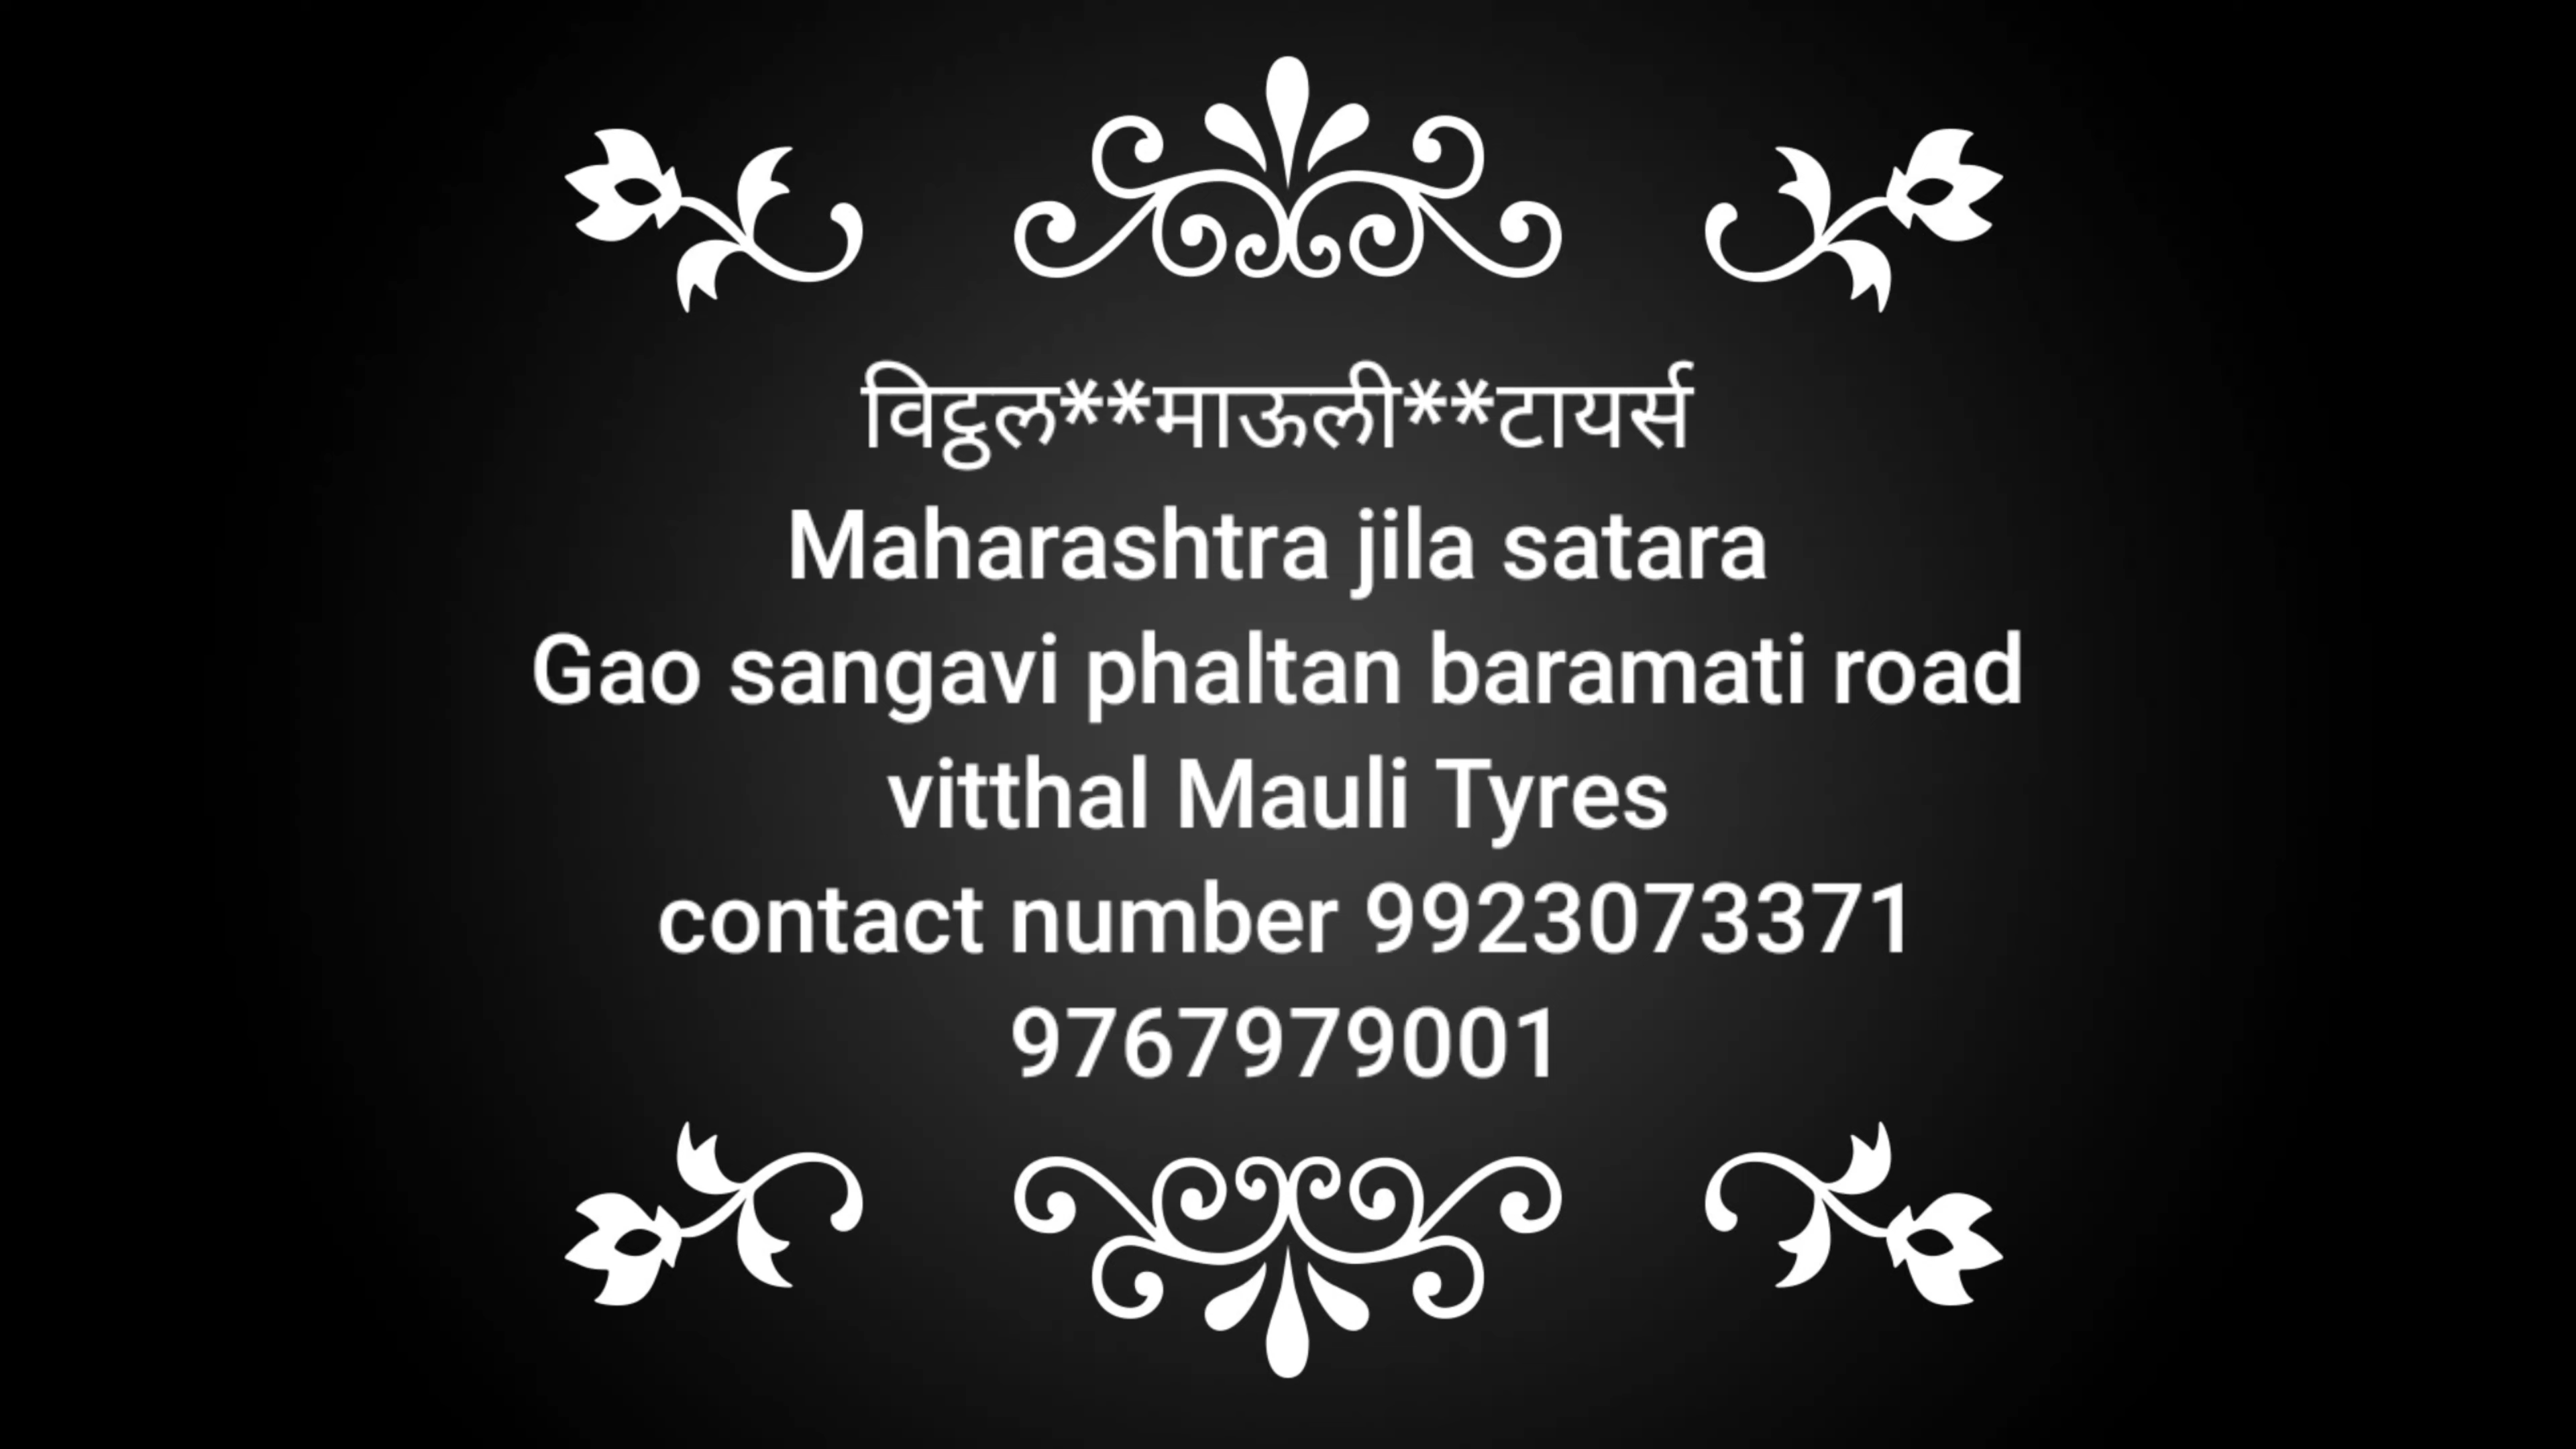 विट्ठल**माऊली**टायर्स
Maharashtra jila satara
Gao sangavi phaltan baramati road
vitthal Mauli Tyres
contact number 9923073371
9767979001